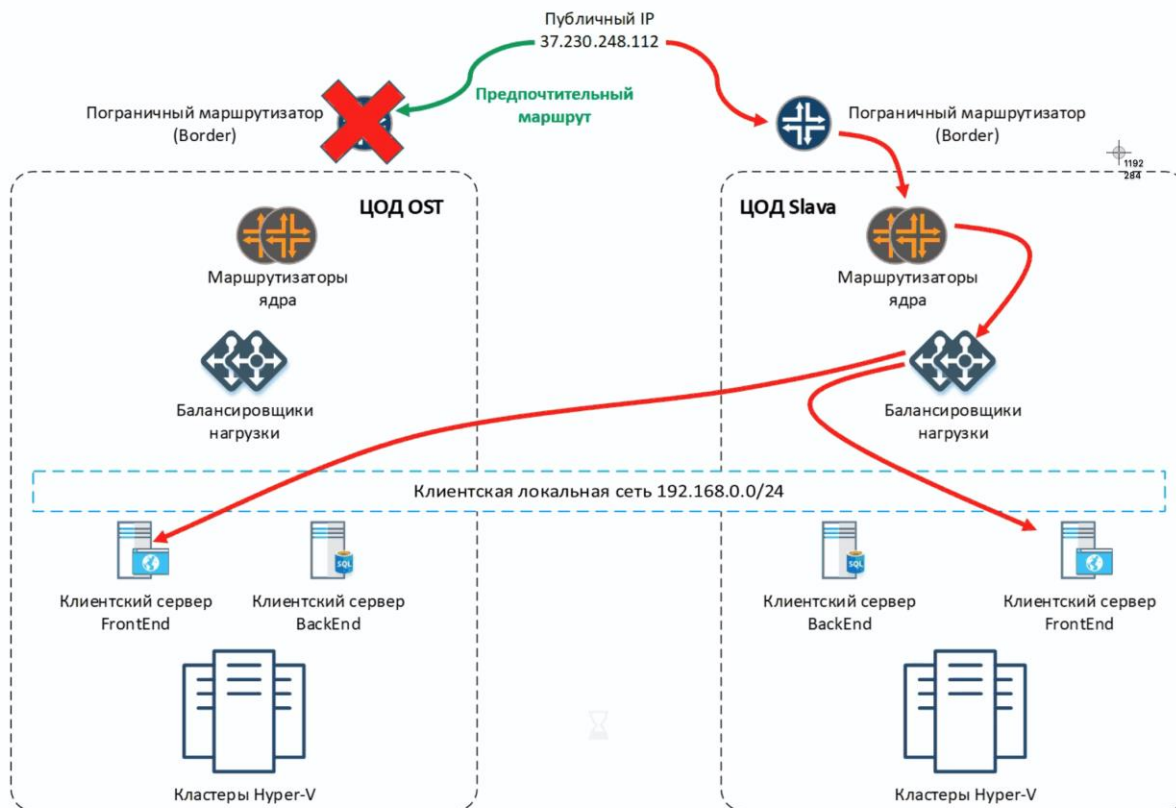 Публичный IP
37.230.248.112
Предпочтительный
маршрут
Пограничный маршрутизатор
(Border)
Пограничный маршрутизатор
(Border)
1192
284
ЦОД OST
ЦОД Slava
Маршрутизаторы
ядра
Маршрутизаторы
ядра
Балансировщики
нагрузки
Балансировщики
нагрузки
Клиентская локальная сеть 192.168.0.0/24
SQL
SQL
Клиентский сервер
FrontEnd
Клиентский сервер
BackEnd
Клиентский сервер
BackEnd
Клиентский сервер
FrontEnd
Кластеры Hyper-V
Кластеры Hyper-V